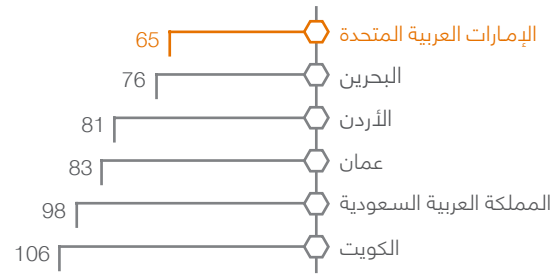 الإمارات العربية المتحدة 65
البحرين 76
الأردن 81
عمان 83
المملكة العربية السعودية 98
الكويت 106